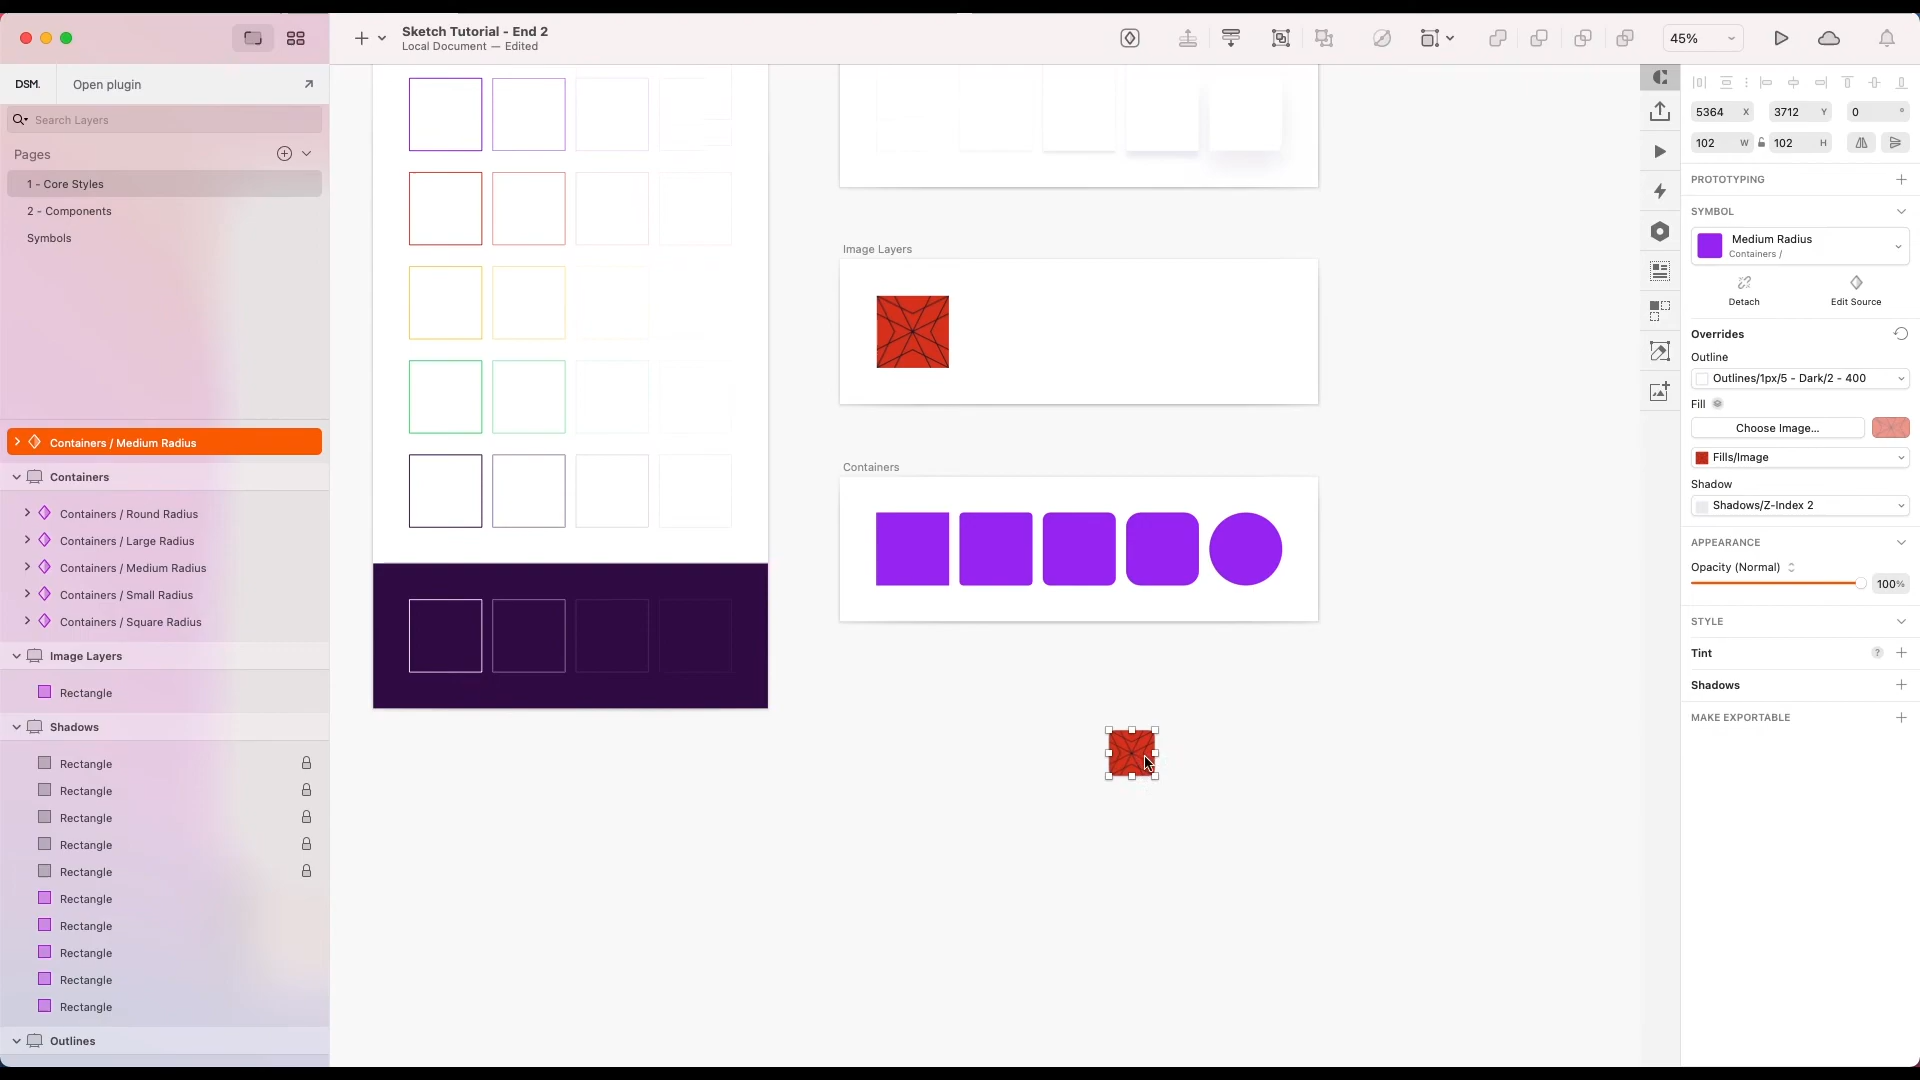 Sketch Tutorial - End 2
Local Document — Edited
45%
DSM.
Open plugin
Search Layers
Pages
1 - Core Styles
2 - Components
Symbols
Containers / Medium Radius
Containers
Containers / Round Radius
Containers / Large Radius
Containers / Medium Radius
Containers / Small Radius
Containers / Square Radius
Image Layers
Rectangle
Shadows
Rectangle
Rectangle
Rectangle
Rectangle
Rectangle
Rectangle
Rectangle
Rectangle
Rectangle
Rectangle
Outlines
Image Layers
Containers
5364 X 3712 Y 0 °
102 W 102 H
PROTOTYPING
SYMBOL
Medium Radius
Containers /
Detach
Edit Source
Overrides
Outline
Outlines/1px/5 - Dark/2 - 400
Fill
Choose Image...
Fills/Image
Shadow
Shadows/Z-Index 2
APPEARANCE
Opacity (Normal)
100%
STYLE
Tint
?
Shadows
MAKE EXPORTABLE